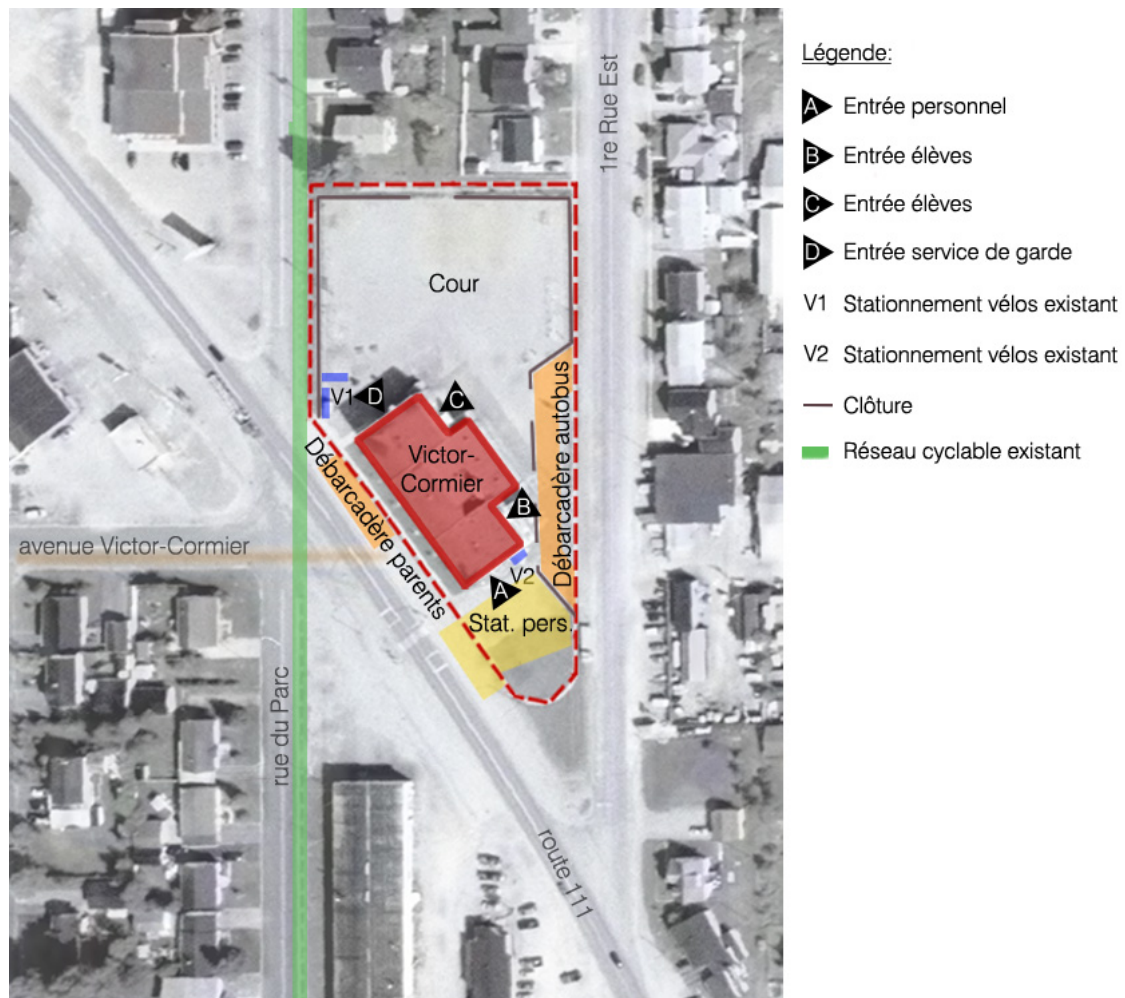 1re Rue Est
Cour
V1
D
C
Victor-
Cormier
B
Débarcadère autobus
Débarcadère parents
avenue Victor-Cormier
V2
A
Stat. pers.
rue du Parc
route 111
Légende:
A Entrée personnel
B Entrée élèves
C Entrée élèves
D Entrée service de garde
V1 Stationnement vélos existant
V2 Stationnement vélos existant
Clôture
Réseau cyclable existant